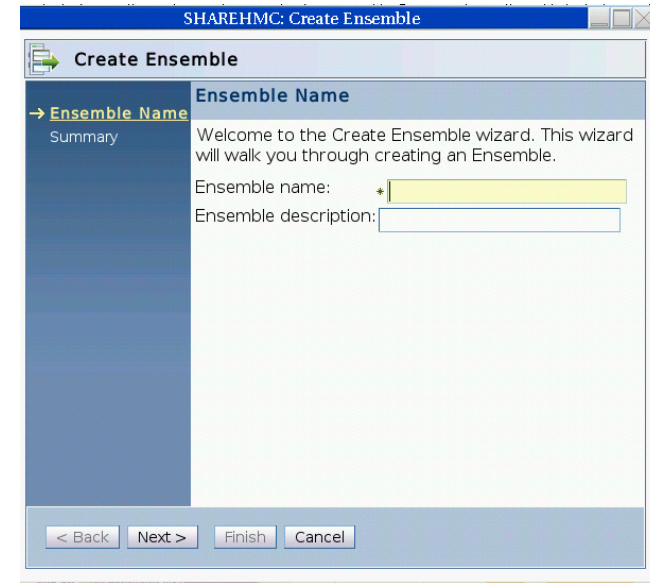 SHAREHMC: Create Ensemble
Create Ensemble
→ Ensemble Name
Summary
Ensemble Name
Welcome to the Create Ensemble wizard. This wizard
will walk you through creating an Ensemble.
Ensemble name: *
Ensemble description:
< Back Next > Finish Cancel